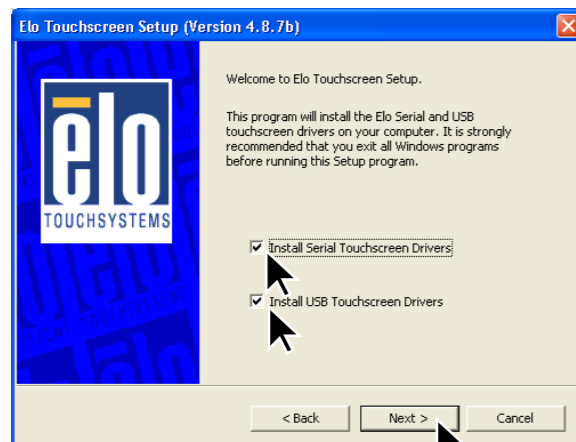 Elo Touchscreen Setup (Version 4.8.7b)
Welcome to Elo Touchscreen Setup.
This program will install the Elo Serial and USB
touchscreen drivers on your computer. It is strongly
recommended that you exit all Windows programs
before running this Setup program.
ēlo
TOUCHSYSTEMS
Install Serial Touchscreen Drivers
Install USB Touchscreen Drivers
< Back
Next >
Cancel